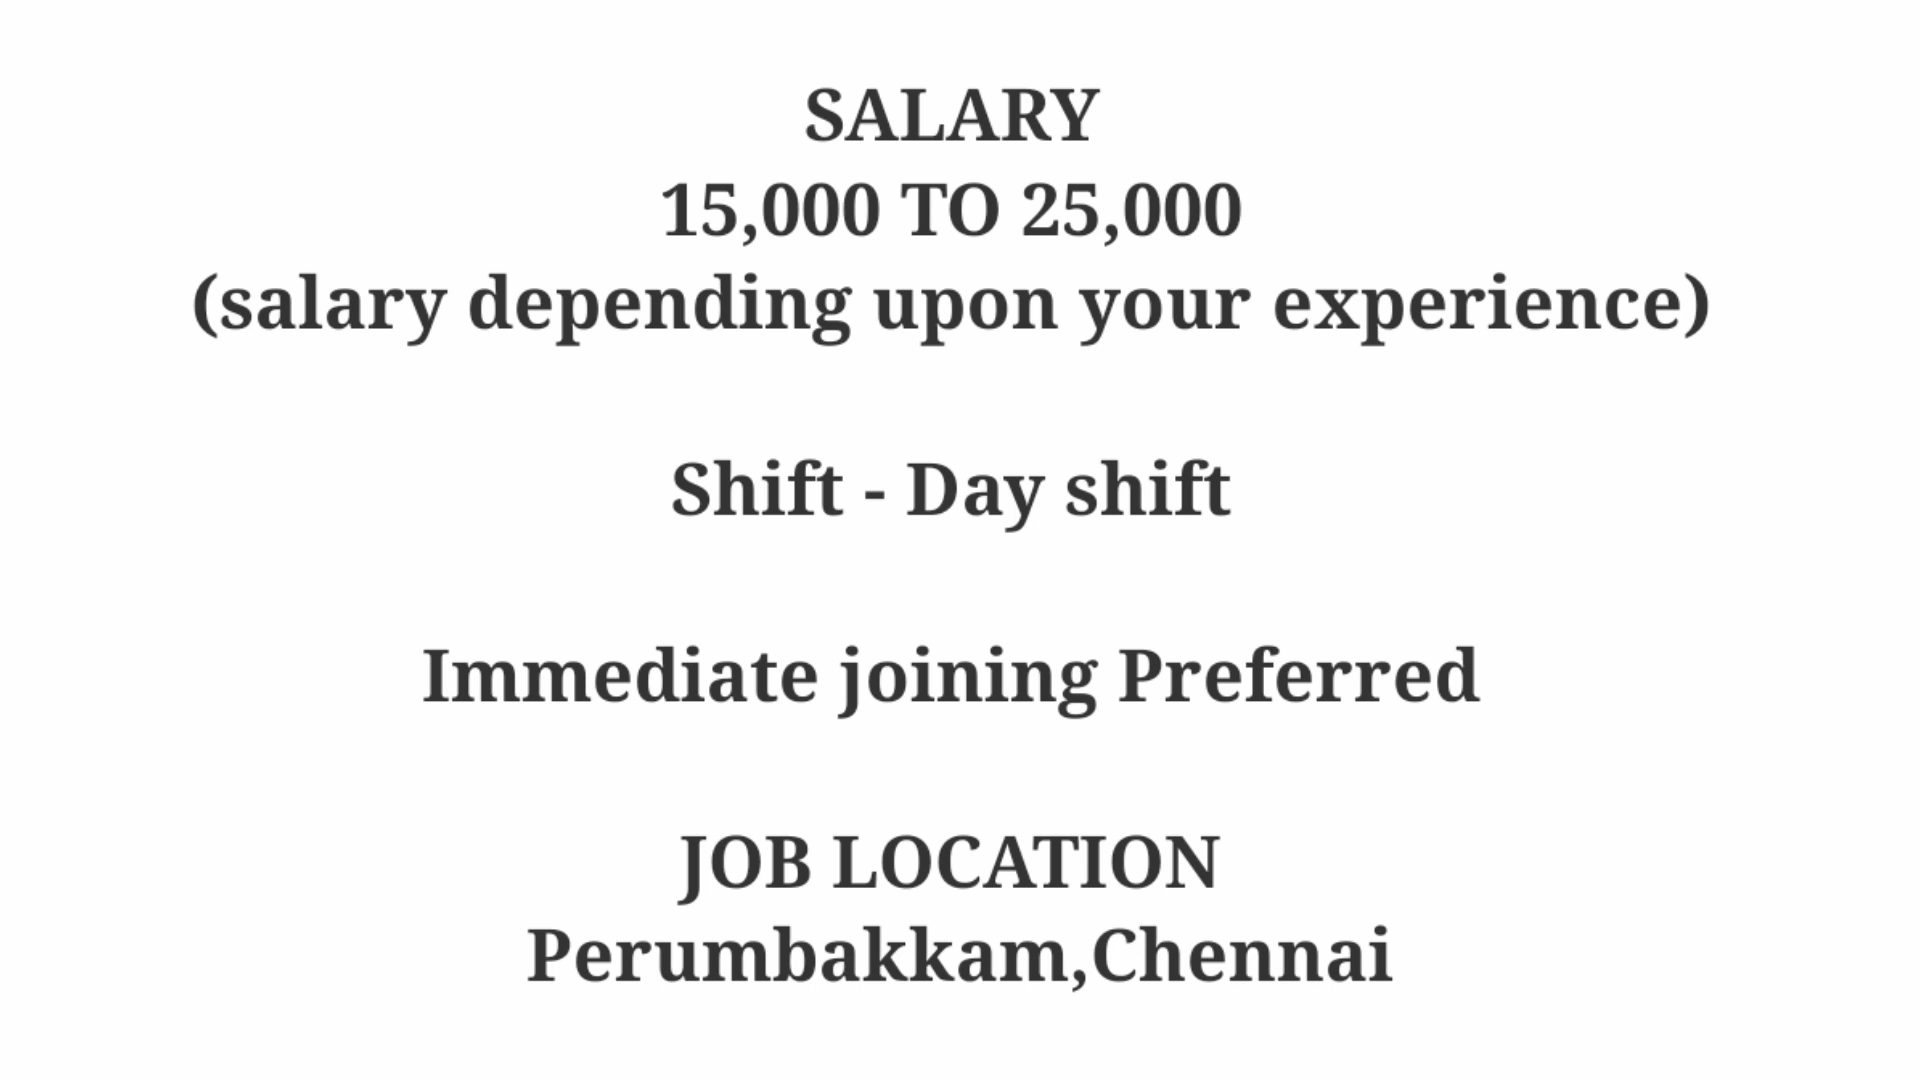 SALARY
15,000 TO 25,000
(salary depending upon your experience)
Shift - Day shift
Immediate joining Preferred
JOB LOCATION
Perumbakkam,Chennai